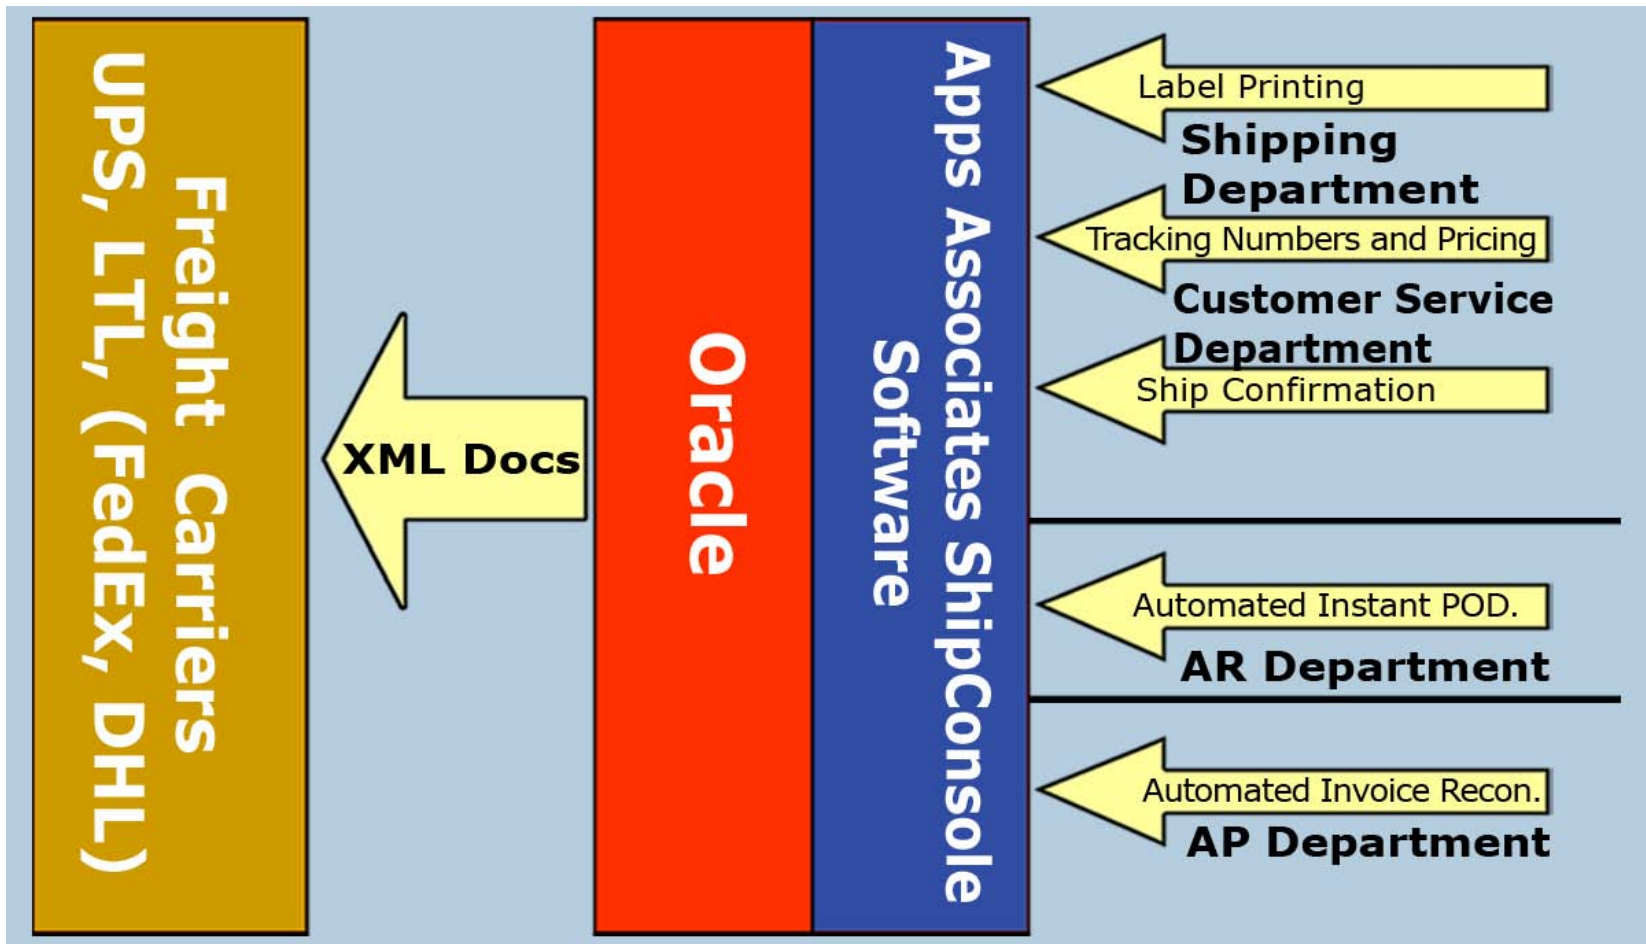 Freight Carriers
UPS, LTL, (FedEx, DHL)
XML Docs
Oracle
Apps Associates ShipConsole
Software
Label Printing
Shipping
Department
Tracking Numbers and Pricing
Customer Service
Department
Ship Confirmation
Automated Instant POD.
AR Department
Automated Invoice Recon.
AP Department